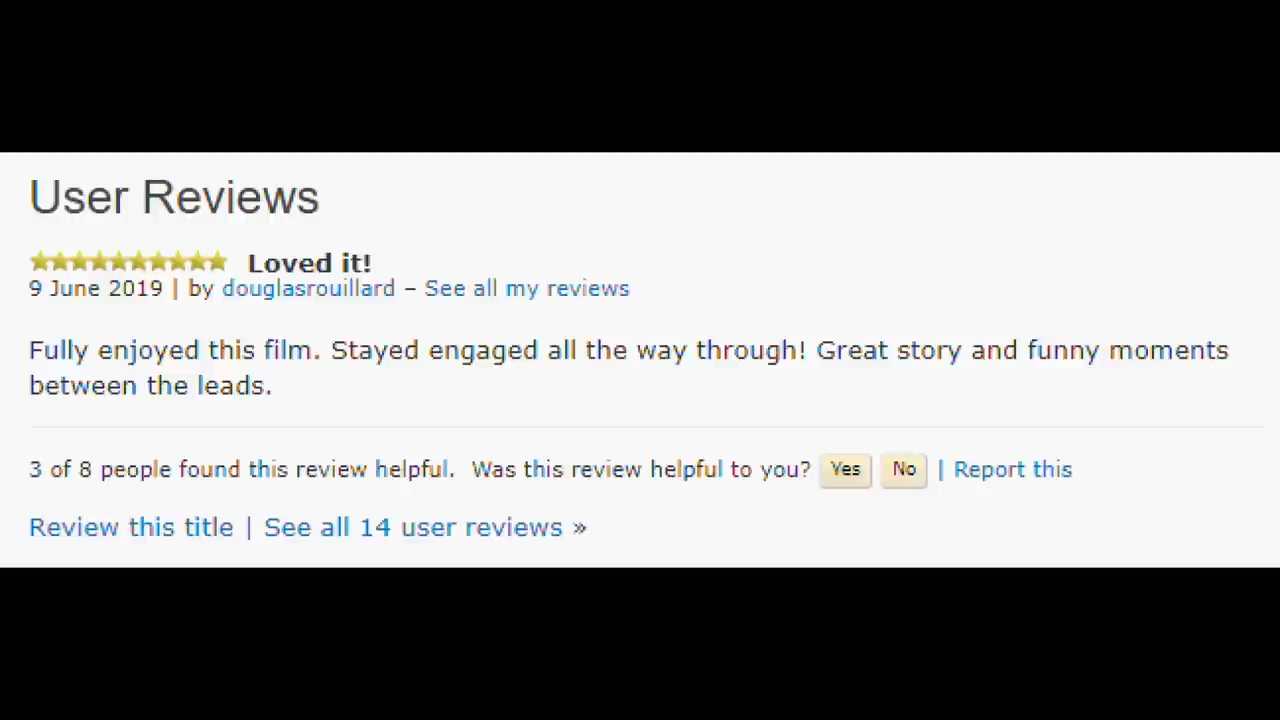 User Reviews
Loved it!
9 June 2019 | by douglasrouillard – See all my reviews
Fully enjoyed this film. Stayed engaged all the way through! Great story and funny moments
between the leads.
3 of 8 people found this review helpful. Was this review helpful to you? Yes No | Report this
Review this title | See all 14 user reviews »